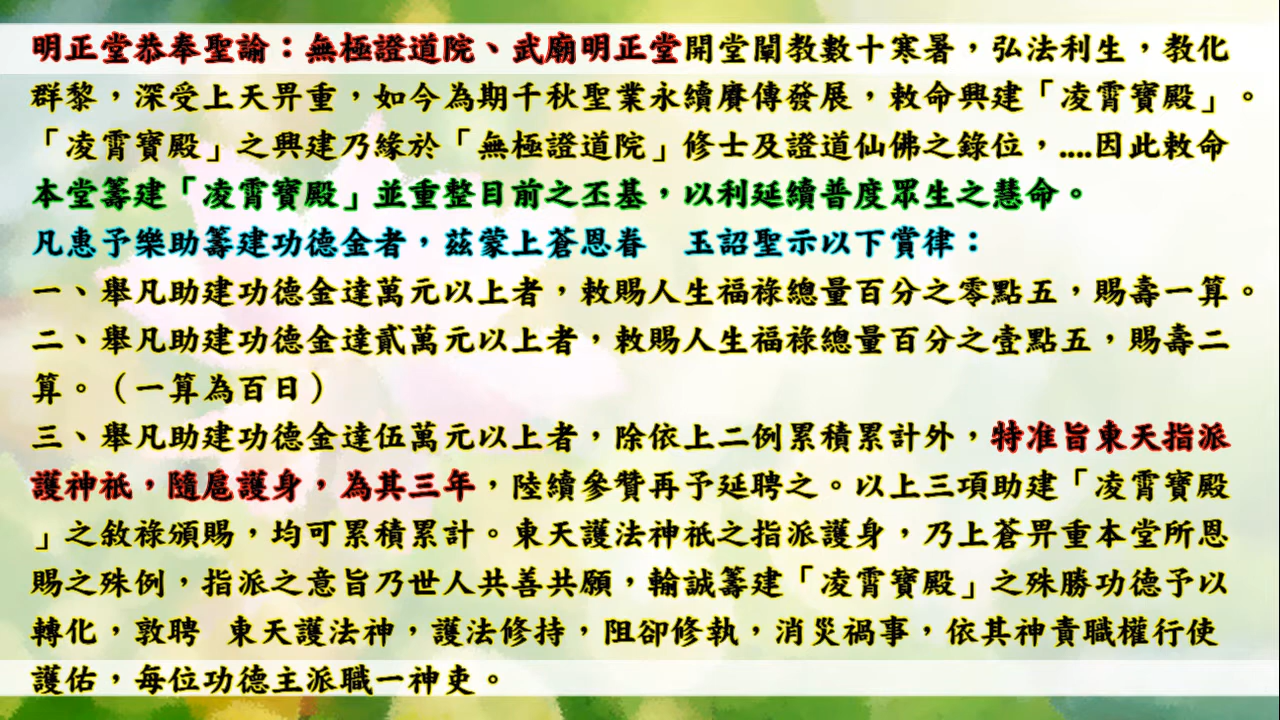 明正堂恭奉聖諭：無極證道院、武廟明正堂開堂闡教數十寒暑，弘法利生，教化
群黎，深受上天畀重，如今為期千秋聖業永續賡傳發展，敕命興建「凌霄寶殿」。
「凌霄寶殿」之興建乃緣於「無極證道院」修士及證道仙佛之錄位，....因此敕命
本堂籌建「凌霄寶殿」並重整目前之丕基，以利延續普度眾生之慧命。
凡惠予樂助籌建功德金者，茲蒙上蒼恩眷　玉詔聖示以下賞律：
一、舉凡助建功德金達萬元以上者，敕賜人生福祿總量百分之零點五，賜壽一算。
二、舉凡助建功德金達貳萬元以上者，敕賜人生福祿總量百分之壹點五，賜壽二
算。（一算為百日）
三、舉凡助建功德金達伍萬元以上者，除依上二例累積累計外，特准旨東天指派
護神祇，隨扈護身，為其三年，陸續參贊再予延聘之。以上三項助建「凌霄寶殿
」之敘祿頒賜，均可累積累計。東天護法神祇之指派護身，乃上蒼畀重本堂所恩
賜之殊例，指派之意旨乃世人共善共願，輸誠籌建「凌霄寶殿」之殊勝功德予以
轉化，敦聘　東天護法神，護法修持，阻卻修執，消災禍事，依其神責職權行使
護佑，每位功德主派職一神吏。